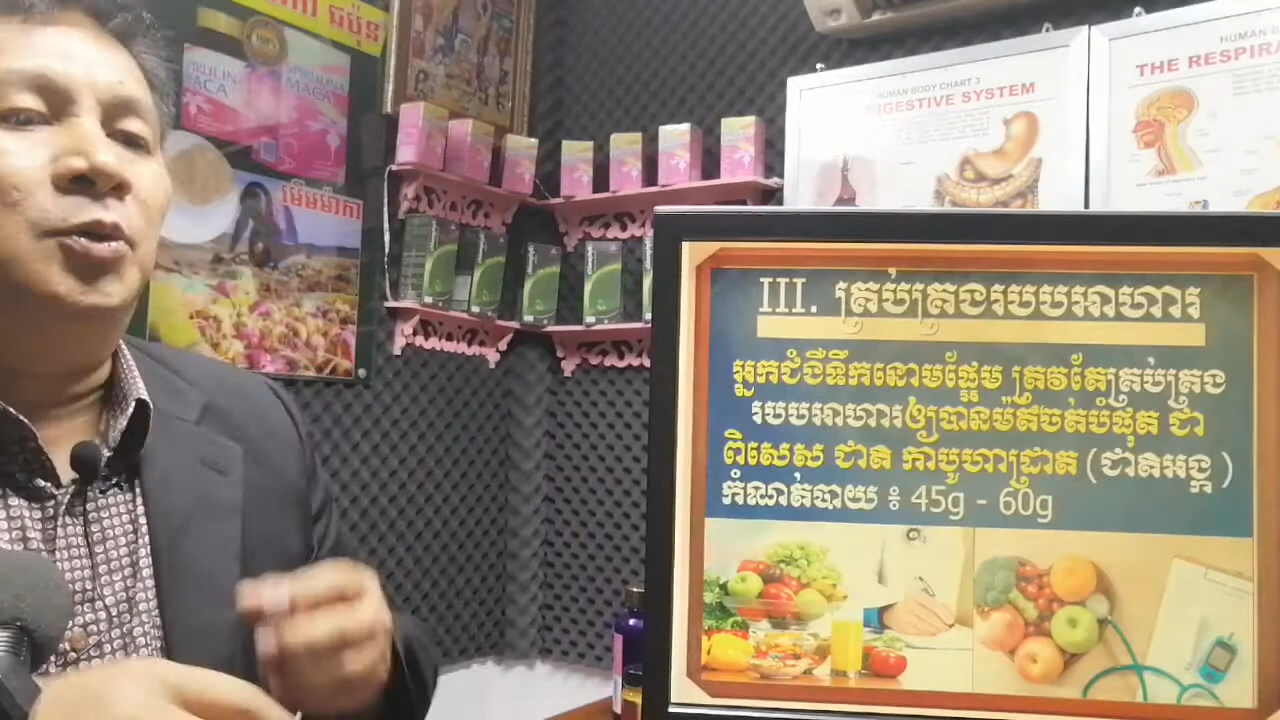 ជប៉ុន
SPIRULINA
MACA
មើមម៉ាកា
HUMAN BODY CHART 3
DIGESTIVE SYSTEM
HUMAN
THE RESPIRA
III. គ្រប់គ្រងរបបអាហារ
អ្នកជំងឺទឹកនោមផ្អែម ត្រូវតែគ្រប់គ្រង
របបអាហារឲ្យបានម៉ត់ចត់បំផុត ជា
ពិសេស ជាតិ កាបូហាដ្រាត (ជាតិអង្ករ)
កំណត់បាយ ៖ 45g - 60g